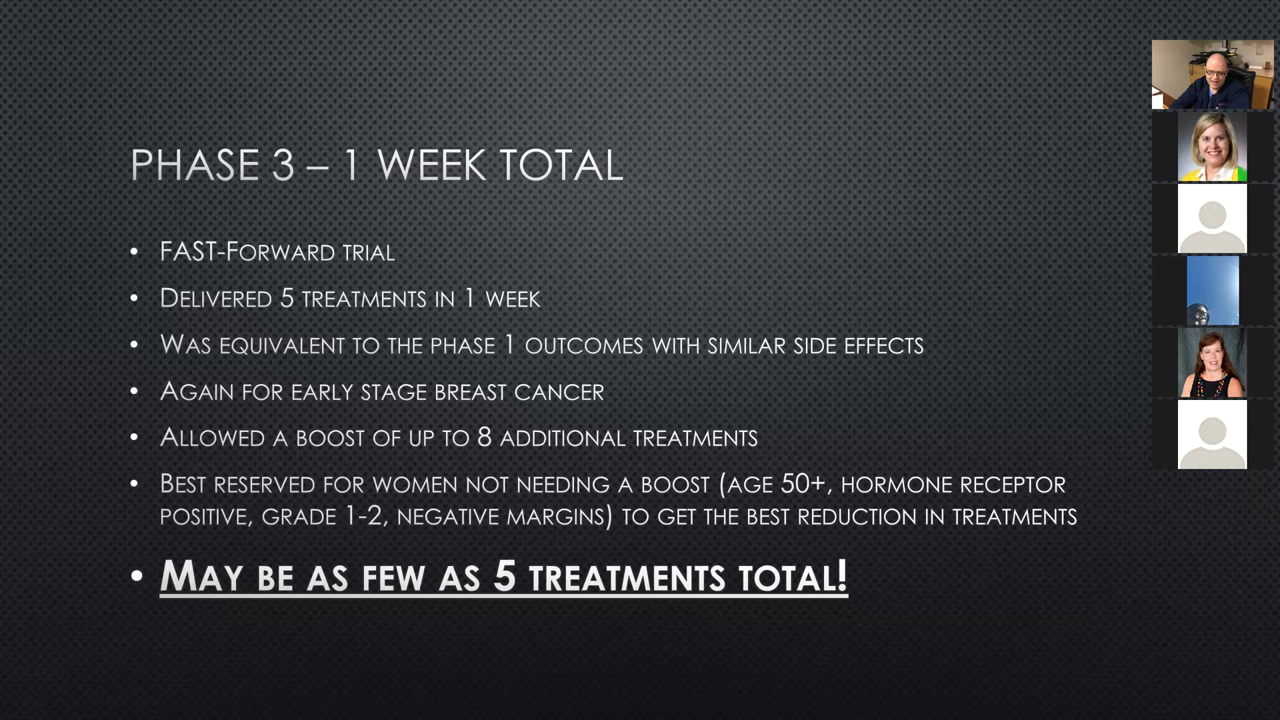 PHASE 3 – 1 WEEK TOTAL
• FAST-FORWARD TRIAL
• DELIVERED 5 TREATMENTS IN 1 WEEK
• WAS EQUIVALENT TO THE PHASE 1 OUTCOMES WITH SIMILAR SIDE EFFECTS
• AGAIN FOR EARLY STAGE BREAST CANCER
• ALLOWED A BOOST OF UP TO 8 ADDITIONAL TREATMENTS
• BEST RESERVED FOR WOMEN NOT NEEDING A BOOST (AGE 50+, HORMONE RECEPTOR
POSITIVE, GRADE 1-2, NEGATIVE MARGINS) TO GET THE BEST REDUCTION IN TREATMENTS
• MAY BE AS FEW AS 5 TREATMENTS TOTAL!